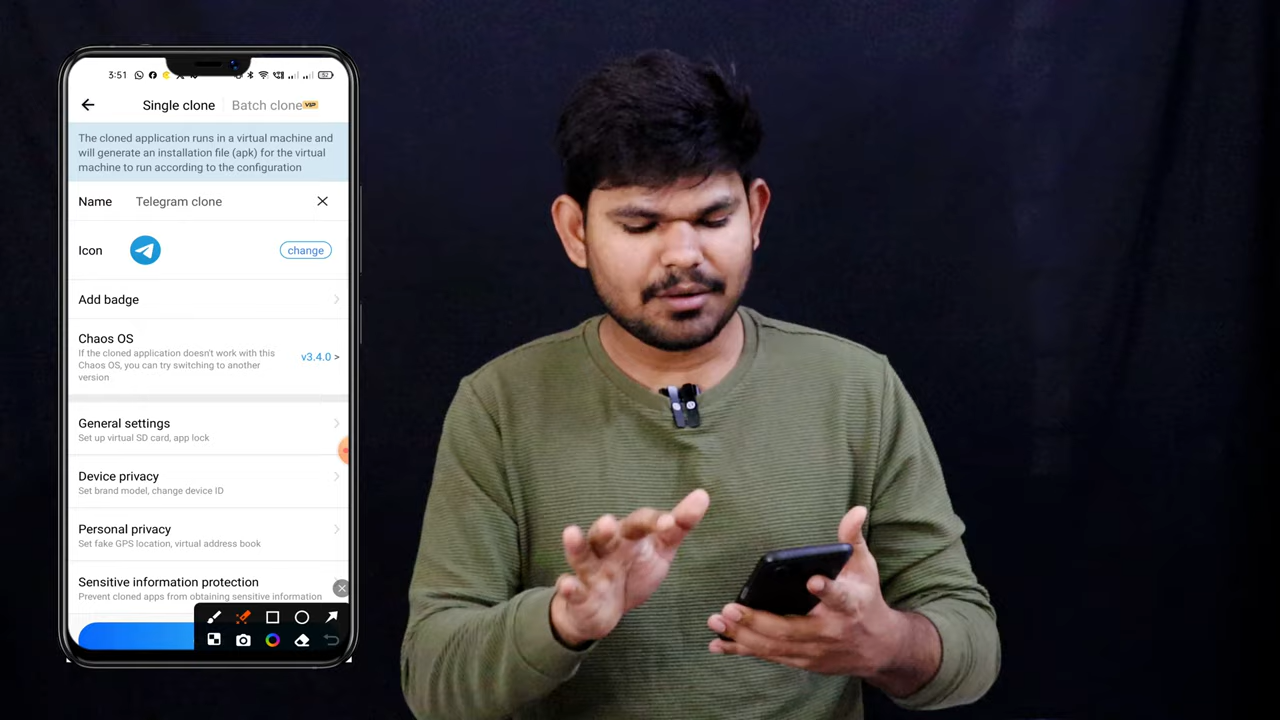 3:51
Single clone Batch clone VIP
The cloned application runs in a virtual machine and
will generate an installation file (apk) for the virtual
machine to run according to the configuration
Name Telegram clone
Icon change
Add badge
Chaos OS
If the cloned application doesn't work with this
Chaos OS, you can try switching to another
version
v3.4.0 >
General settings
Set up virtual SD card, app lock
Device privacy
Set brand model, change device ID
Personal privacy
Set fake GPS location, virtual address book
Sensitive information protection
Prevent cloned apps from obtaining sensitive information